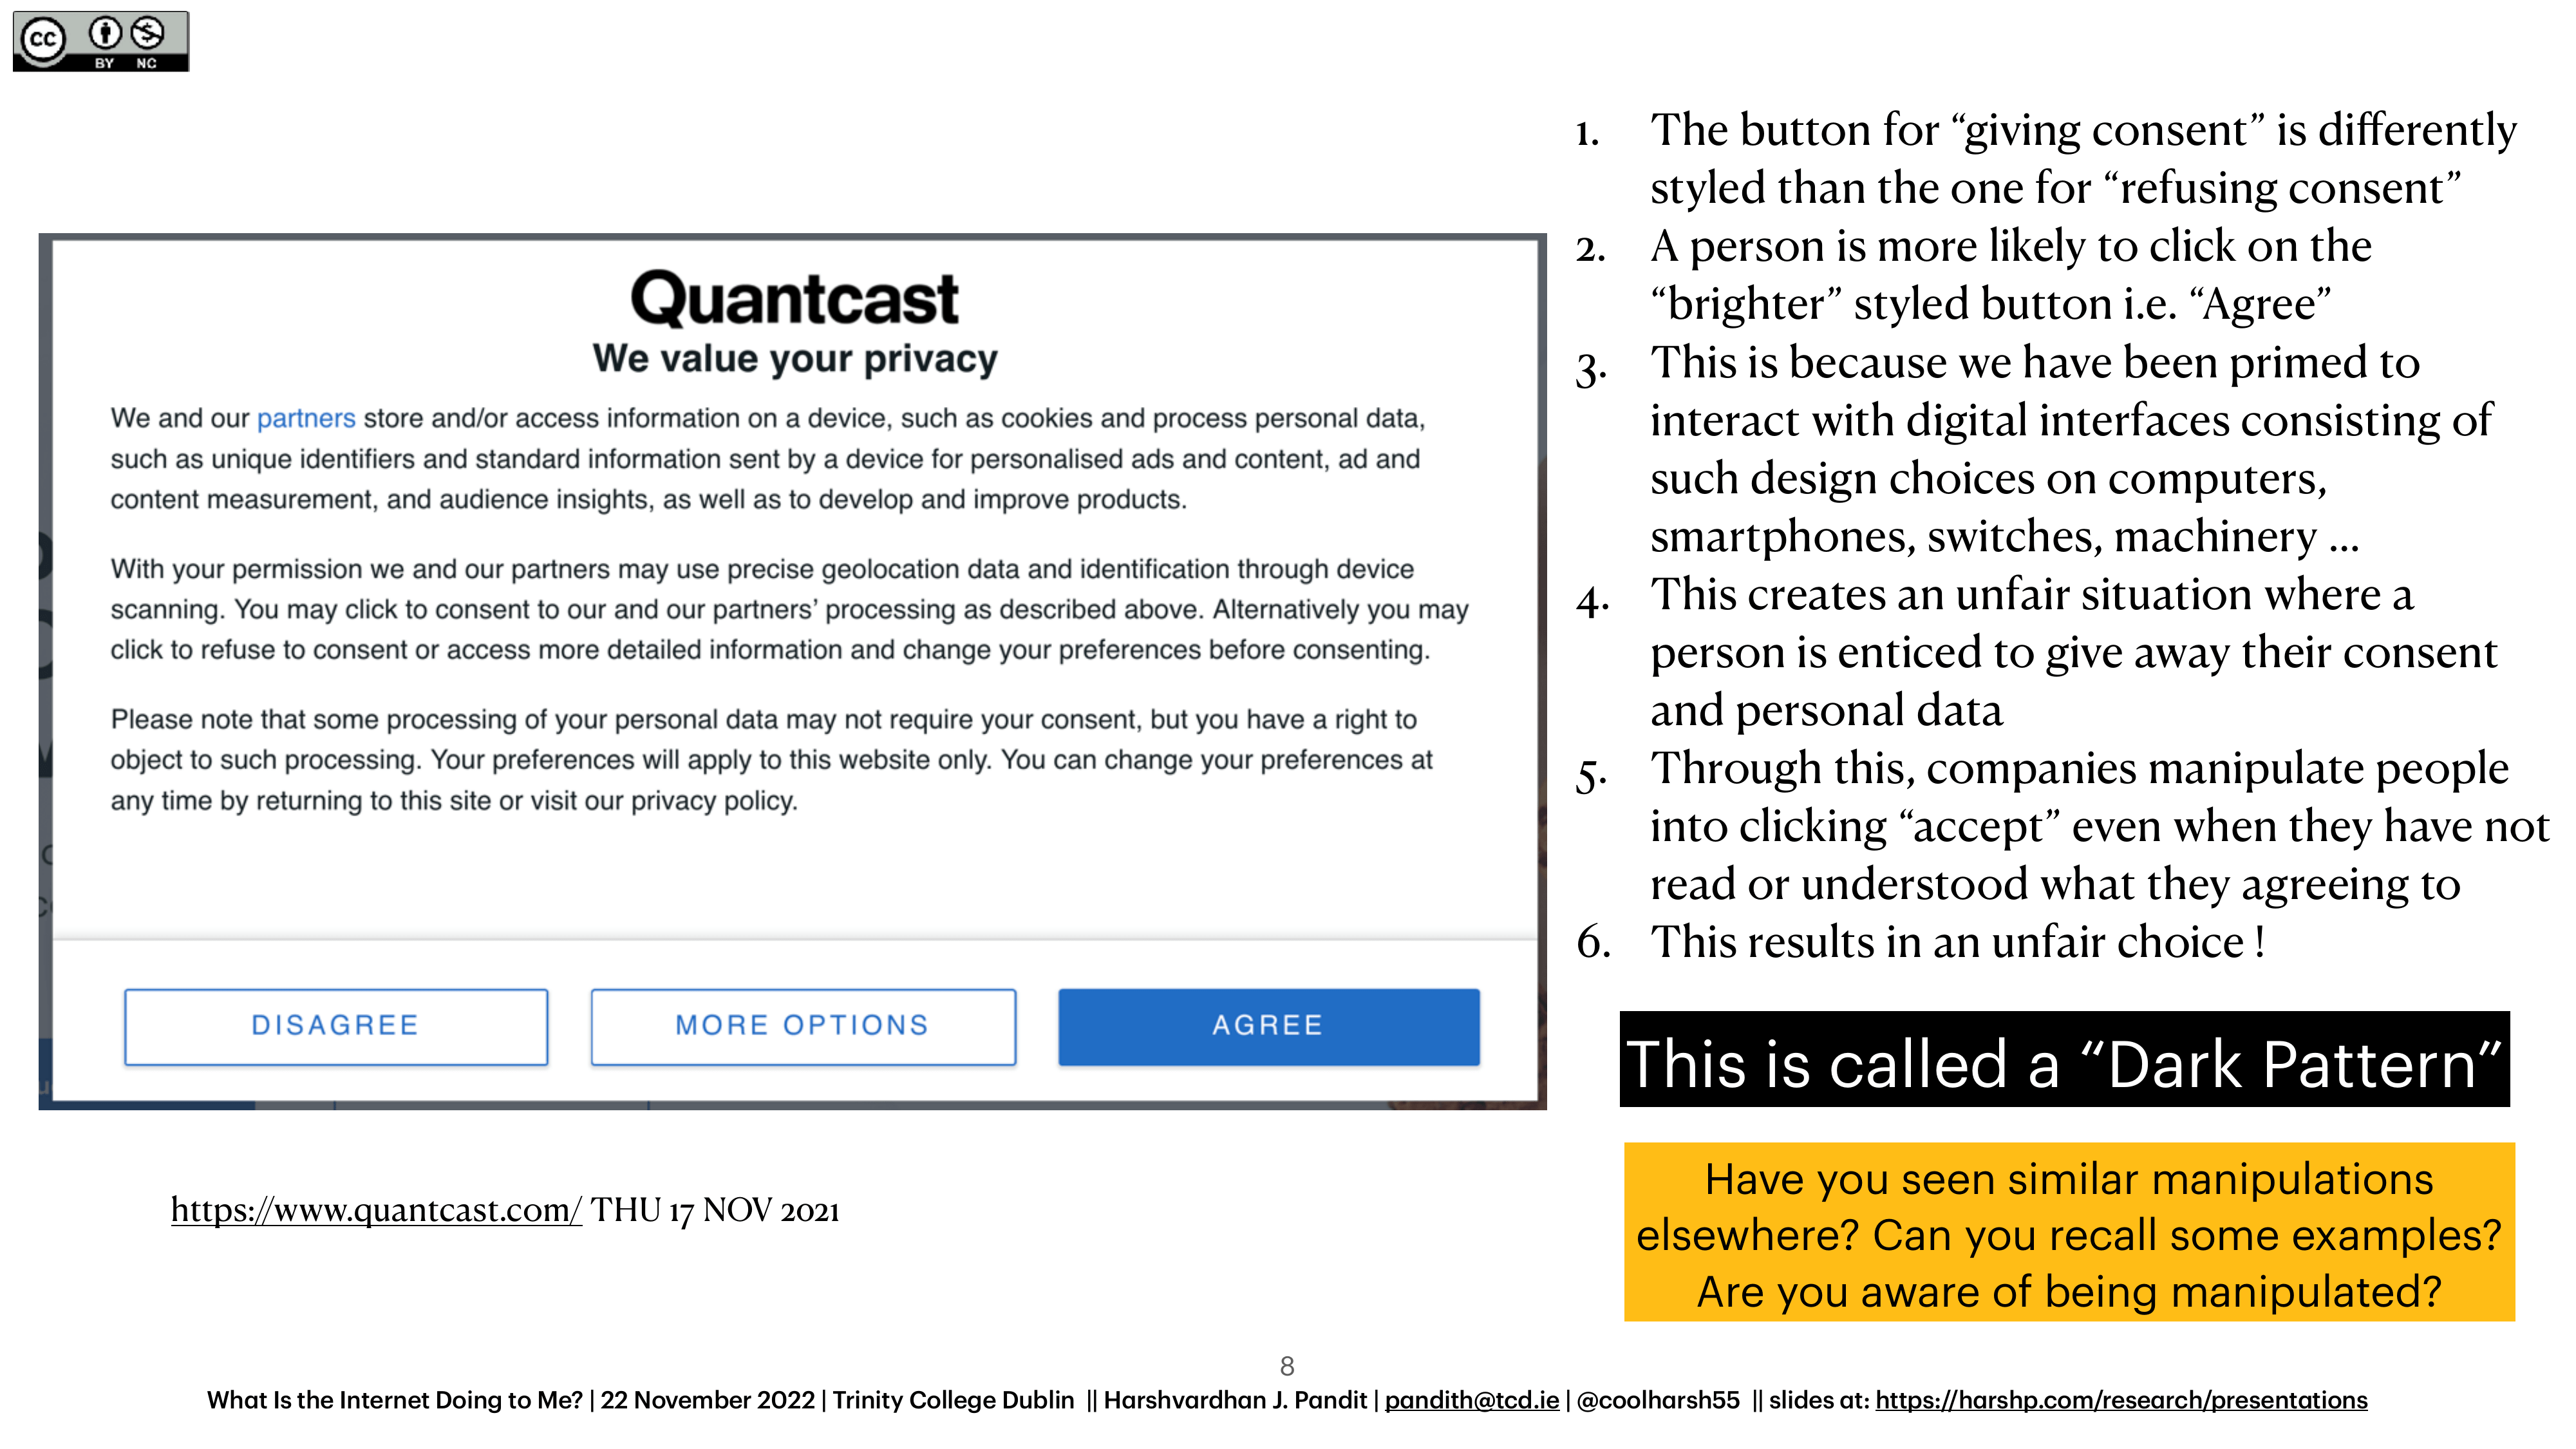 cc BY NC
Quantcast
We value your privacy
We and our partners store and/or access information on a device, such as cookies and process personal data,
such as unique identifiers and standard information sent by a device for personalised ads and content, ad and
content measurement, and audience insights, as well as to develop and improve products.
With your permission we and our partners may use precise geolocation data and identification through device
scanning. You may click to consent to our and our partners’ processing as described above. Alternatively you may
click to refuse to consent or access more detailed information and change your preferences before consenting.
Please note that some processing of your personal data may not require your consent, but you have a right to
object to such processing. Your preferences will apply to this website only. You can change your preferences at
any time by returning to this site or visit our privacy policy.
DISAGREE
MORE OPTIONS
AGREE
https://www.quantcast.com/ THU 17 NOV 2021
1. The button for “giving consent” is differently
styled than the one for “refusing consent”
2. A person is more likely to click on the
“brighter” styled button i.e. “Agree”
3. This is because we have been primed to
interact with digital interfaces consisting of
such design choices on computers,
smartphones, switches, machinery ...
4. This creates an unfair situation where a
person is enticed to give away their consent
and personal data
5. Through this, companies manipulate people
into clicking “accept” even when they have not
read or understood what they agreeing to
6. This results in an unfair choice !
This is called a “Dark Pattern”
Have you seen similar manipulations
elsewhere? Can you recall some examples?
Are you aware of being manipulated?
8
What Is the Internet Doing to Me? | 22 November 2022 | Trinity College Dublin || Harshvardhan J. Pandit | pandith@tcd.ie | @coolharsh55 || slides at: https://harshp.com/research/presentations